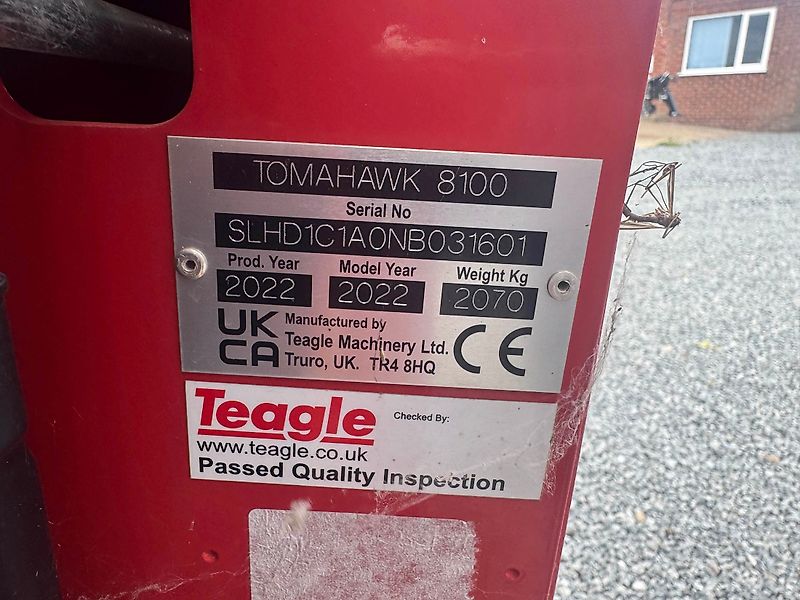 TOMAHAWK 8100
Serial No
SLHD1C1A0NB031601
Prod. Year Model Year Weight Kg
2022 2022 2070
UK
CA
Manufactured by
Teagle Machinery Ltd.
Truro, UK. TR4 8HQ
CE
Teagle
Checked By:
www.teagle.co.uk
Passed Quality Inspection